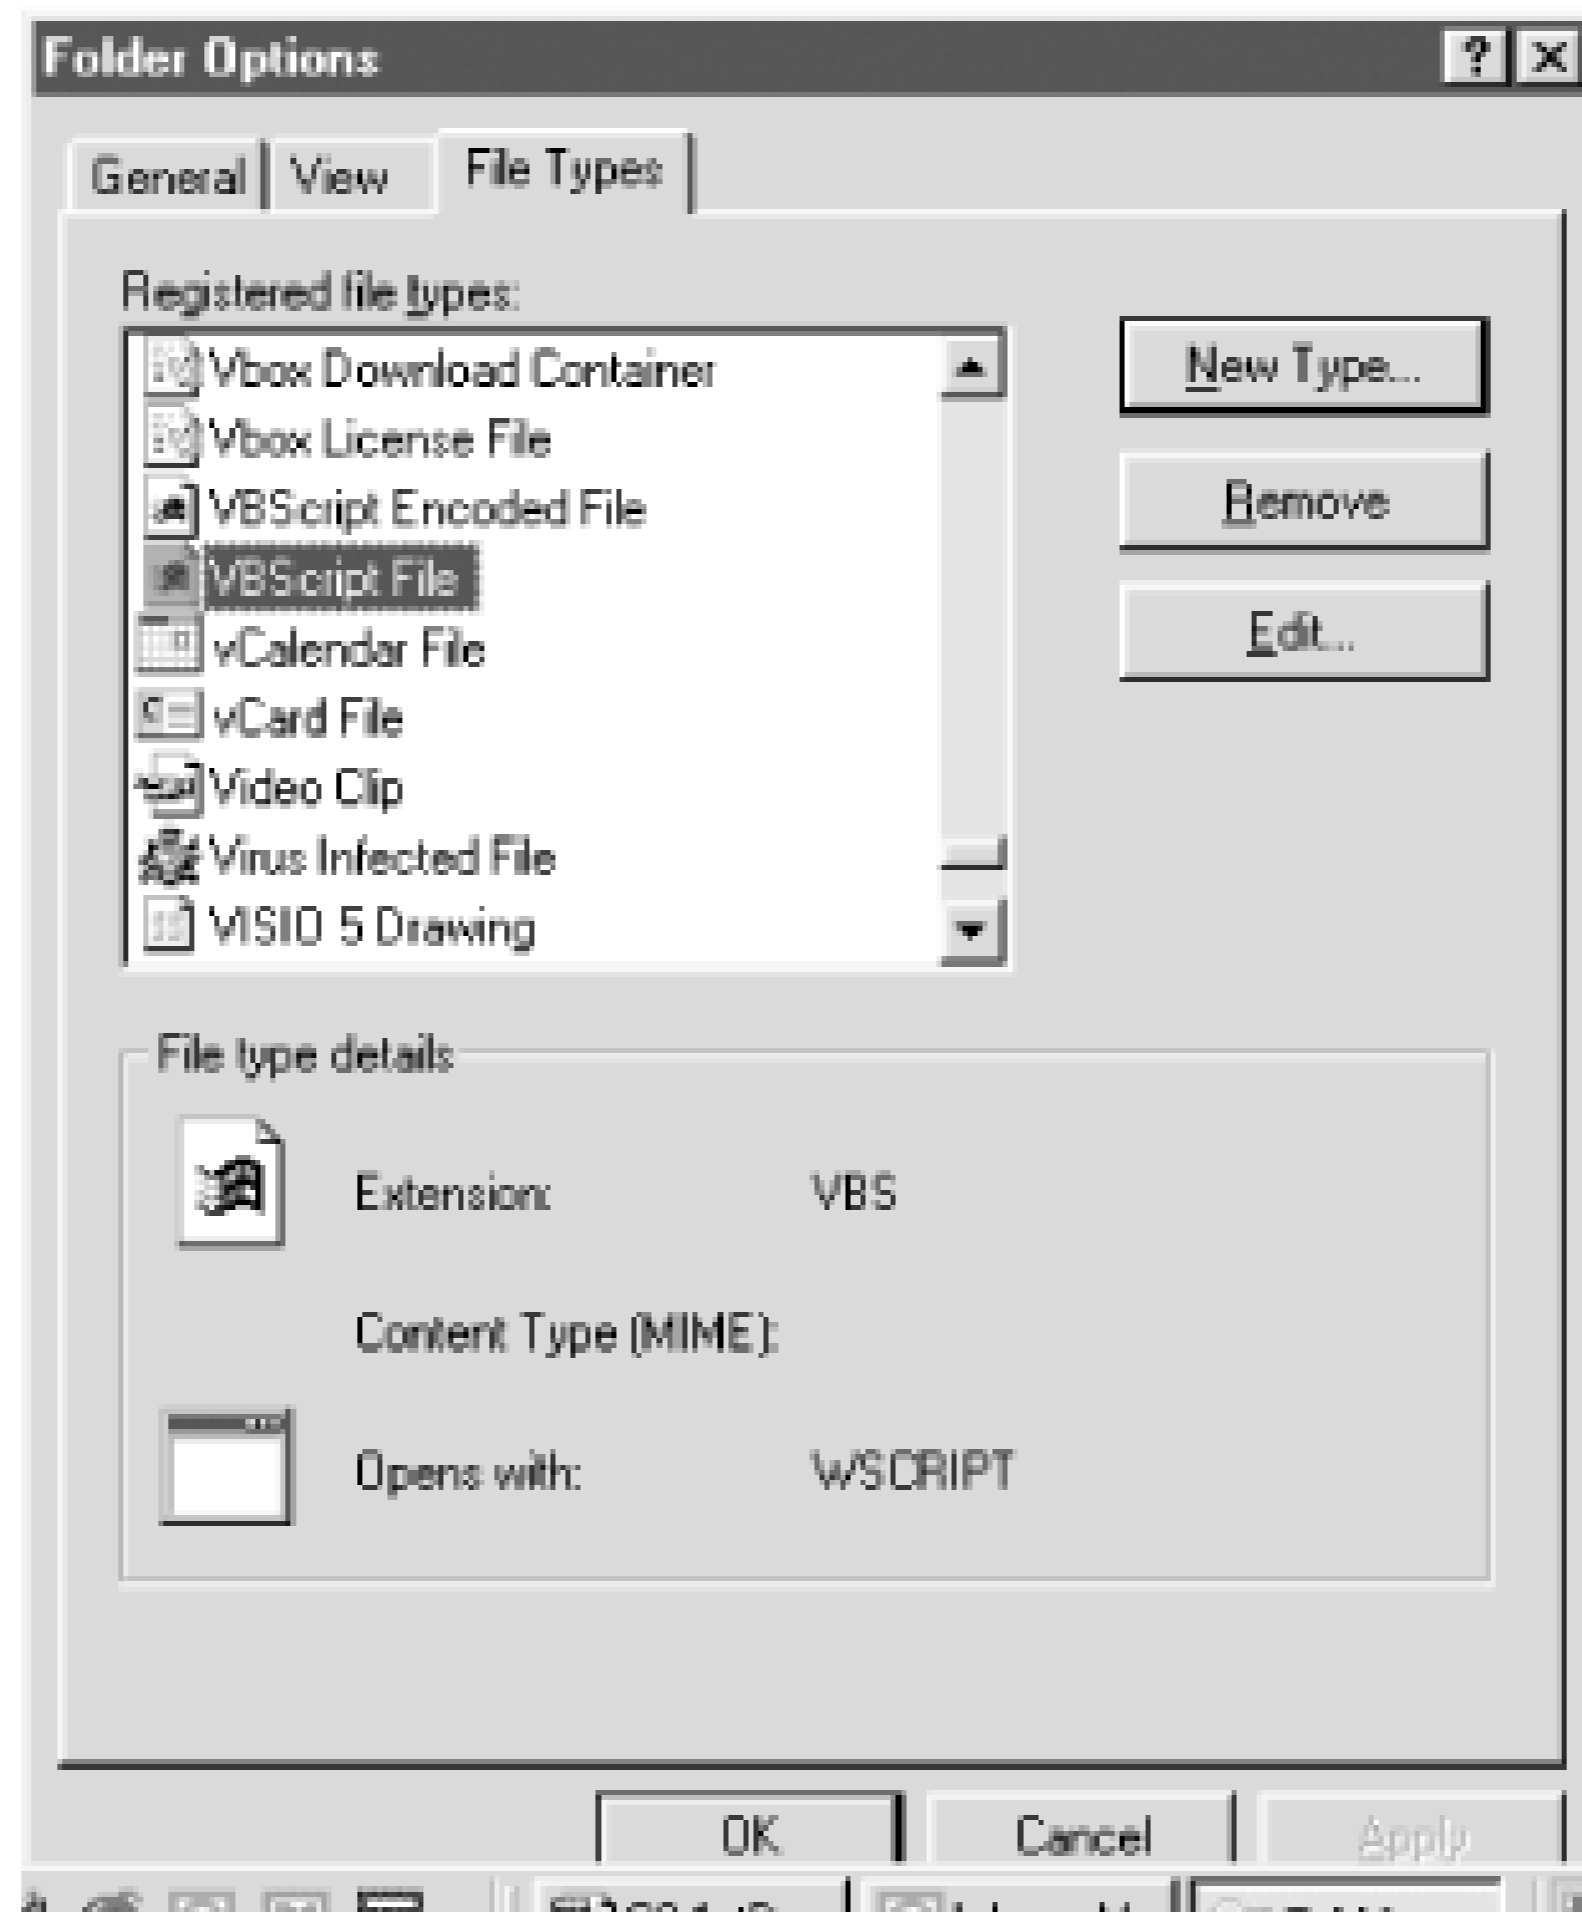 Folder Options
General View File Types
Registered file types:
Vbox Download Container
Vbox License File
VBScript Encoded File
VBScript File
vCalendar File
vCard File
Video Clip
Virus Infected File
VISIO 5 Drawing
New Type...
Remove
Edit...
File type details
Extension: VBS
Content Type (MIME):
Opens with: WSCRIPT
OK Cancel Apply